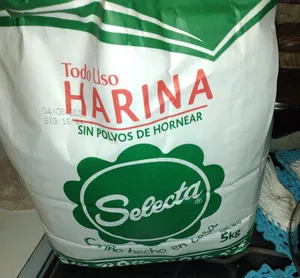 Todo Uso
HARINA
SIN POLVOS DE HORNEAR
Selecta®
Cariño hecho en casa
5kg